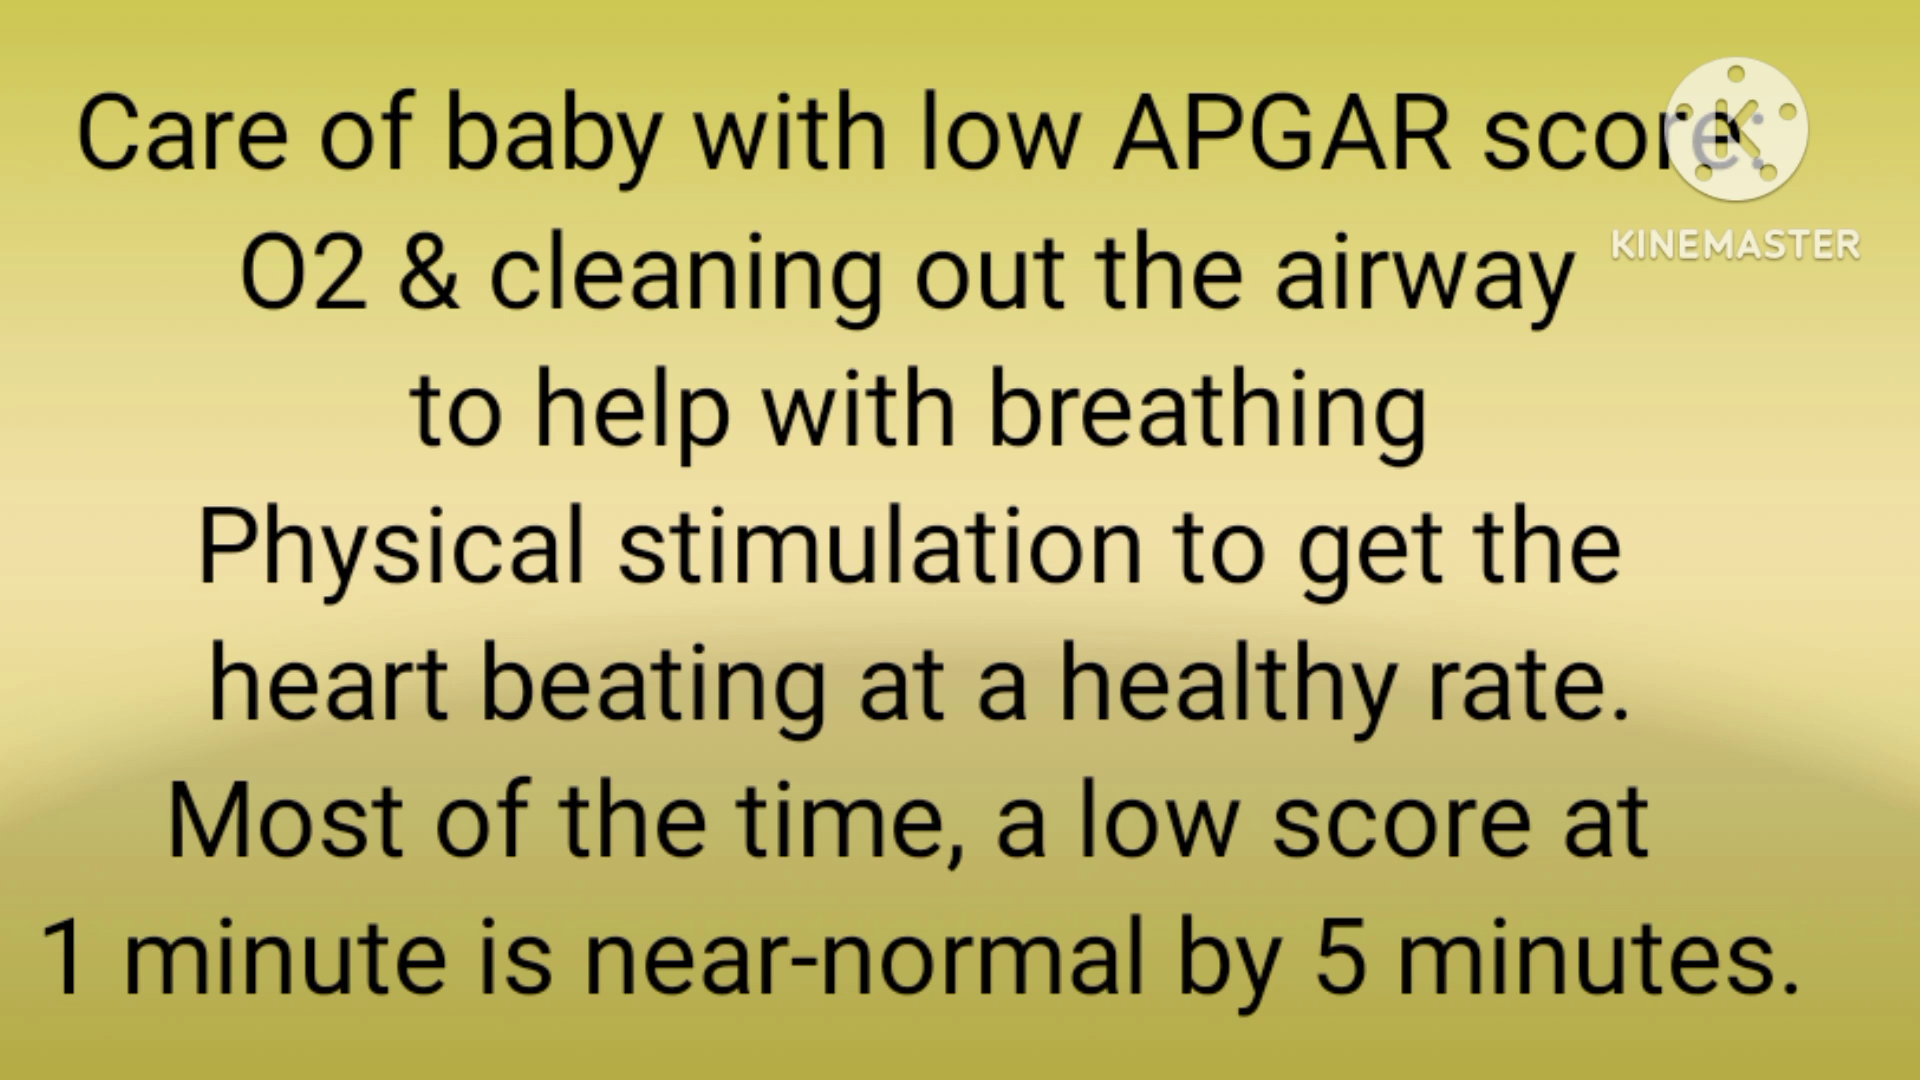 Care of baby with low APGAR score:
O2 & cleaning out the airway
to help with breathing
Physical stimulation to get the
heart beating at a healthy rate.
Most of the time, a low score at
1 minute is near-normal by 5 minutes.
KINEMASTER